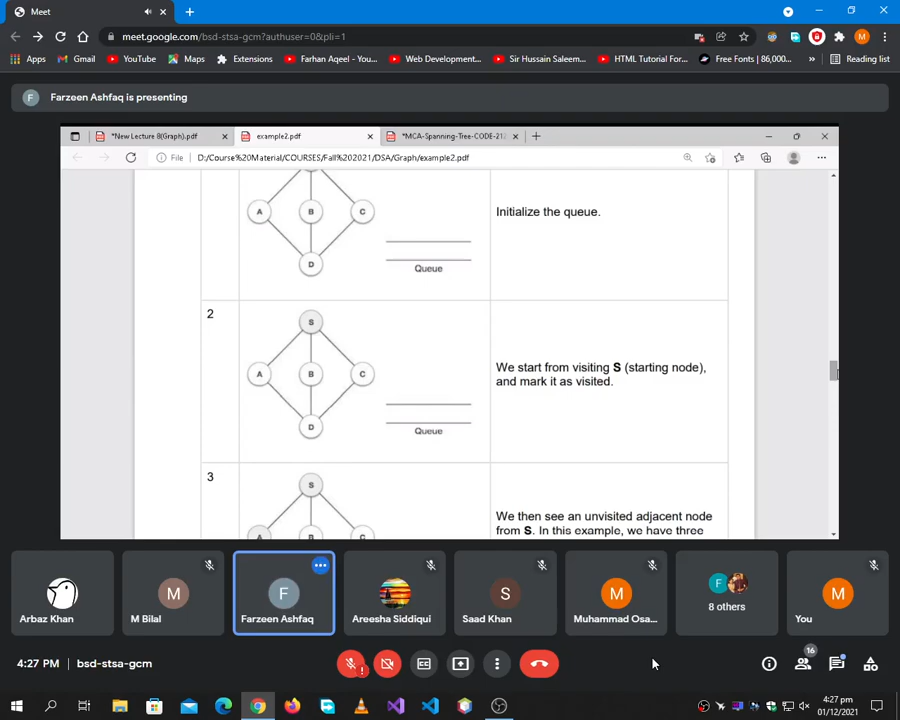 Meet
meet.google.com/bsd-stsa-gcm?authuser=0&pli=1
Apps
Gmail
YouTube
Maps
Extensions
Farhan Aqeel - You...
Web Development...
Sir Hussain Saleem...
HTML Tutorial For...
Free Fonts | 86,000...
Reading list
F
Farzeen Ashfaq is presenting
*New Lecture 8(Graph).pdf
example2.pdf
*MCA-Spanning-Tree-CODE-212
File
D:/Course%20Material/COURSES/Fall%202021/DSA/Graph/example2.pdf
A
B
C
D
Queue
Initialize the queue.
2
S
A
B
C
D
Queue
We start from visiting S (starting node),
and mark it as visited.
3
S
A
B
C
We then see an unvisited adjacent node
from S. In this example, we have three
Arbaz Khan
M
M Bilal
F
Farzeen Ashfaq
Areesha Siddiqui
S
Saad Khan
M
Muhammad Osa...
F
8 others
M
You
4:27 PM | bsd-stsa-gcm
16
4:27 pm
01/12/2021